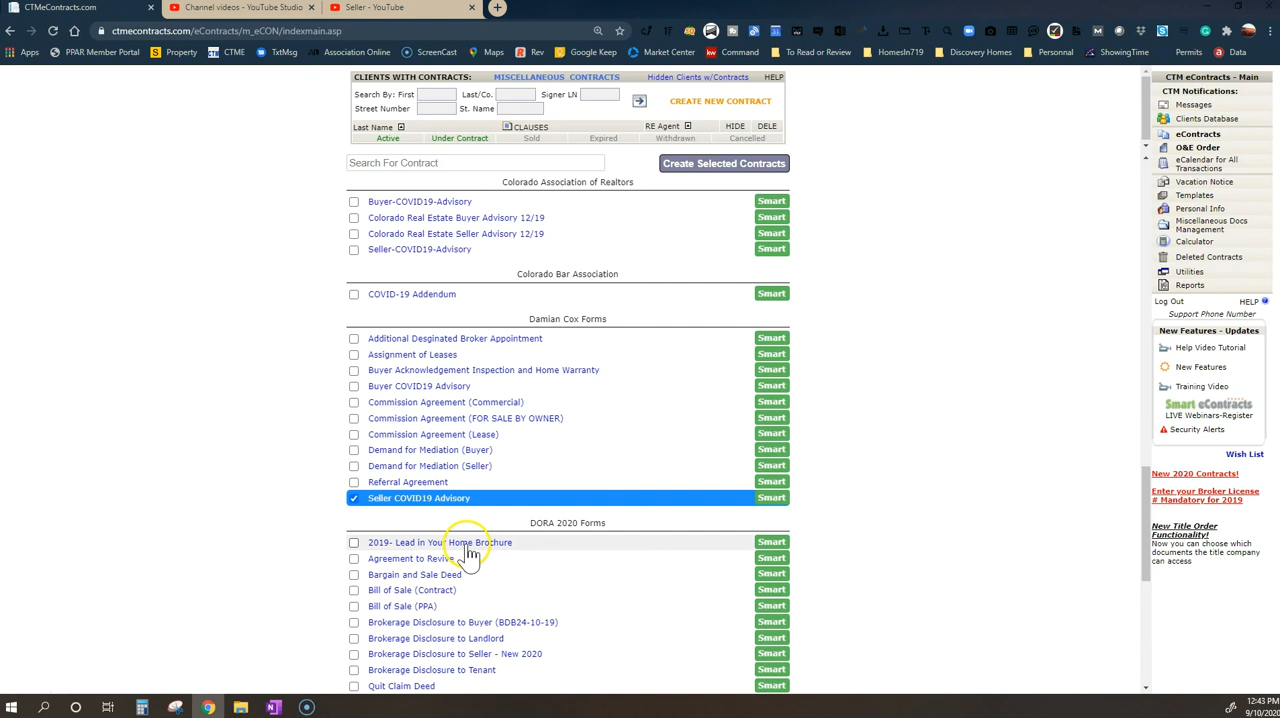 CTMeContracts.com
Channel videos - YouTube Studio
Seller - YouTube
ctmecontracts.com/eContracts/m_eCON/indexmain.asp
Apps
PPAR Member Portal
Property
CTME
TxtMsg
Association Online
ScreenCast
Maps
Rev
Google Keep
Market Center
Command
To Read or Review
HomesIn719
Discovery Homes
Personnal
ShowingTime
Permits
Data
CLIENTS WITH CONTRACTS: MISCELLANEOUS CONTRACTS Hidden Clients w/Contracts HELP
Search By: First Last/Co. Signer LN
Street Number St. Name
CREATE NEW CONTRACT
Last Name CLAUSES RE Agent HIDE DELE
Active Under Contract Sold Expired Withdrawn Cancelled
Search For Contract
Create Selected Contracts
Colorado Association of Realtors
Buyer-COVID19-Advisory Smart
Colorado Real Estate Buyer Advisory 12/19 Smart
Colorado Real Estate Seller Advisory 12/19 Smart
Seller-COVID19-Advisory Smart
Colorado Bar Association
COVID-19 Addendum Smart
Damian Cox Forms
Additional Desginated Broker Appointment Smart
Assignment of Leases Smart
Buyer Acknowledgement Inspection and Home Warranty Smart
Buyer COVID19 Advisory Smart
Commission Agreement (Commercial) Smart
Commission Agreement (FOR SALE BY OWNER) Smart
Commission Agreement (Lease) Smart
Demand for Mediation (Buyer) Smart
Demand for Mediation (Seller) Smart
Referral Agreement Smart
Seller COVID19 Advisory Smart
DORA 2020 Forms
2019- Lead in Your Home Brochure Smart
Agreement to Revive Smart
Bargain and Sale Deed Smart
Bill of Sale (Contract) Smart
Bill of Sale (PPA) Smart
Brokerage Disclosure to Buyer (BDB24-10-19) Smart
Brokerage Disclosure to Landlord Smart
Brokerage Disclosure to Seller - New 2020 Smart
Brokerage Disclosure to Tenant Smart
Quit Claim Deed Smart
CTM eContracts - Main
CTM Notifications:
Messages
Clients Database
eContracts
O&E Order
eCalendar for All
Transactions
Vacation Notice
Templates
Personal Info
Miscellaneous Docs
Management
Calculator
Deleted Contracts
Utilities
Reports
Log Out HELP
Support Phone Number
New Features - Updates
Help Video Tutorial
New Features
Training Video
Smart eContracts
LIVE Webinars-Register
Security Alerts
Wish List
New 2020 Contracts!
Enter your Broker License
# Mandatory for 2019
New Title Order
Functionality!
Now you can choose which
documents the title company
can access
12:43 PM
9/10/2020